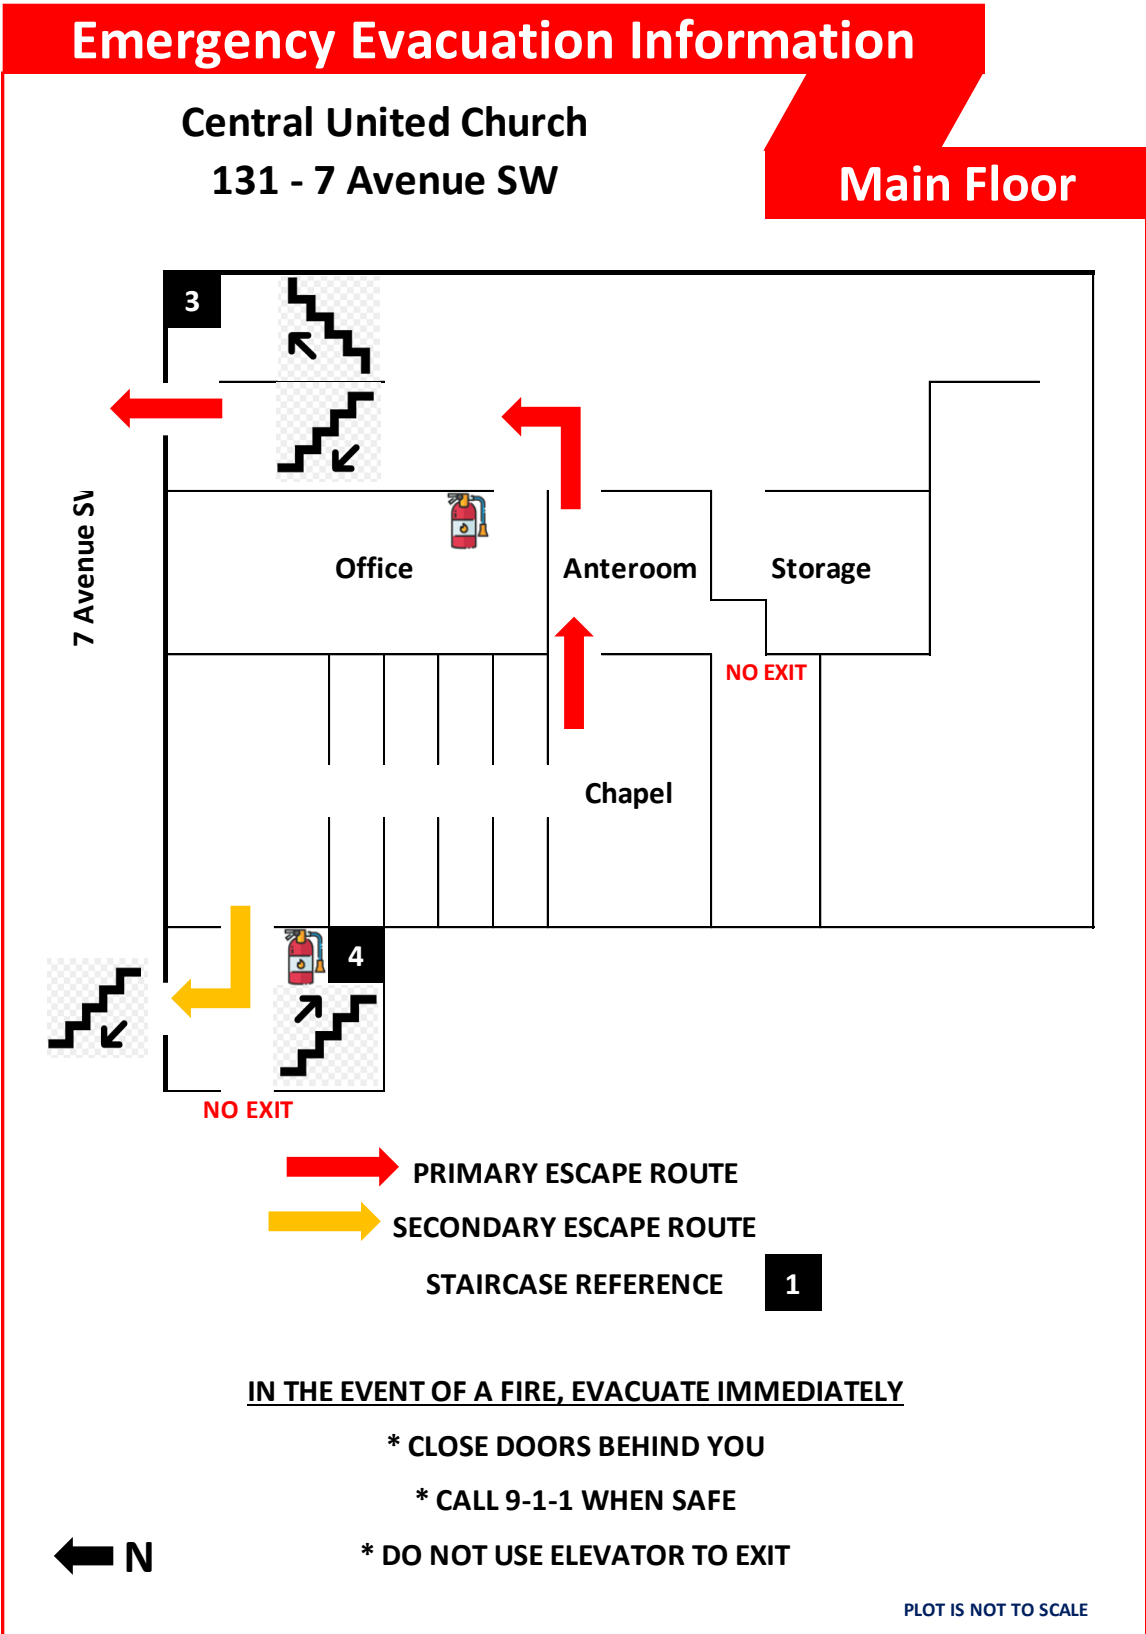 Emergency Evacuation Information
Central United Church
131 - 7 Avenue SW
Main Floor
3
7 Avenue SW
Office
Anteroom
Storage
NO EXIT
Chapel
4
NO EXIT
PRIMARY ESCAPE ROUTE
SECONDARY ESCAPE ROUTE
STAIRCASE REFERENCE 1
IN THE EVENT OF A FIRE, EVACUATE IMMEDIATELY
* CLOSE DOORS BEHIND YOU
* CALL 9-1-1 WHEN SAFE
N
* DO NOT USE ELEVATOR TO EXIT
PLOT IS NOT TO SCALE